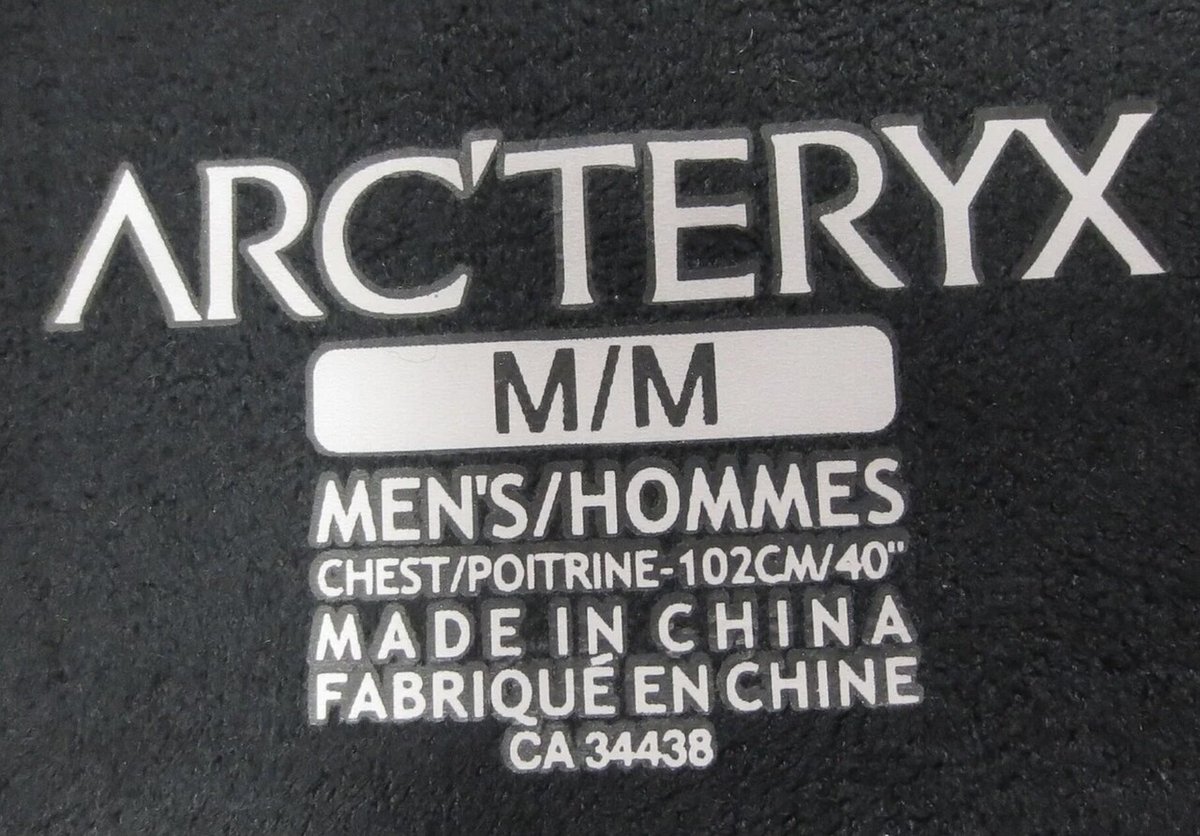 ARC'TERYX
M/M
MEN'S/HOMMES
CHEST/POITRINE-102CM/40"
MADE IN CHINA
FABRIQUÉ EN CHINE
CA 34438